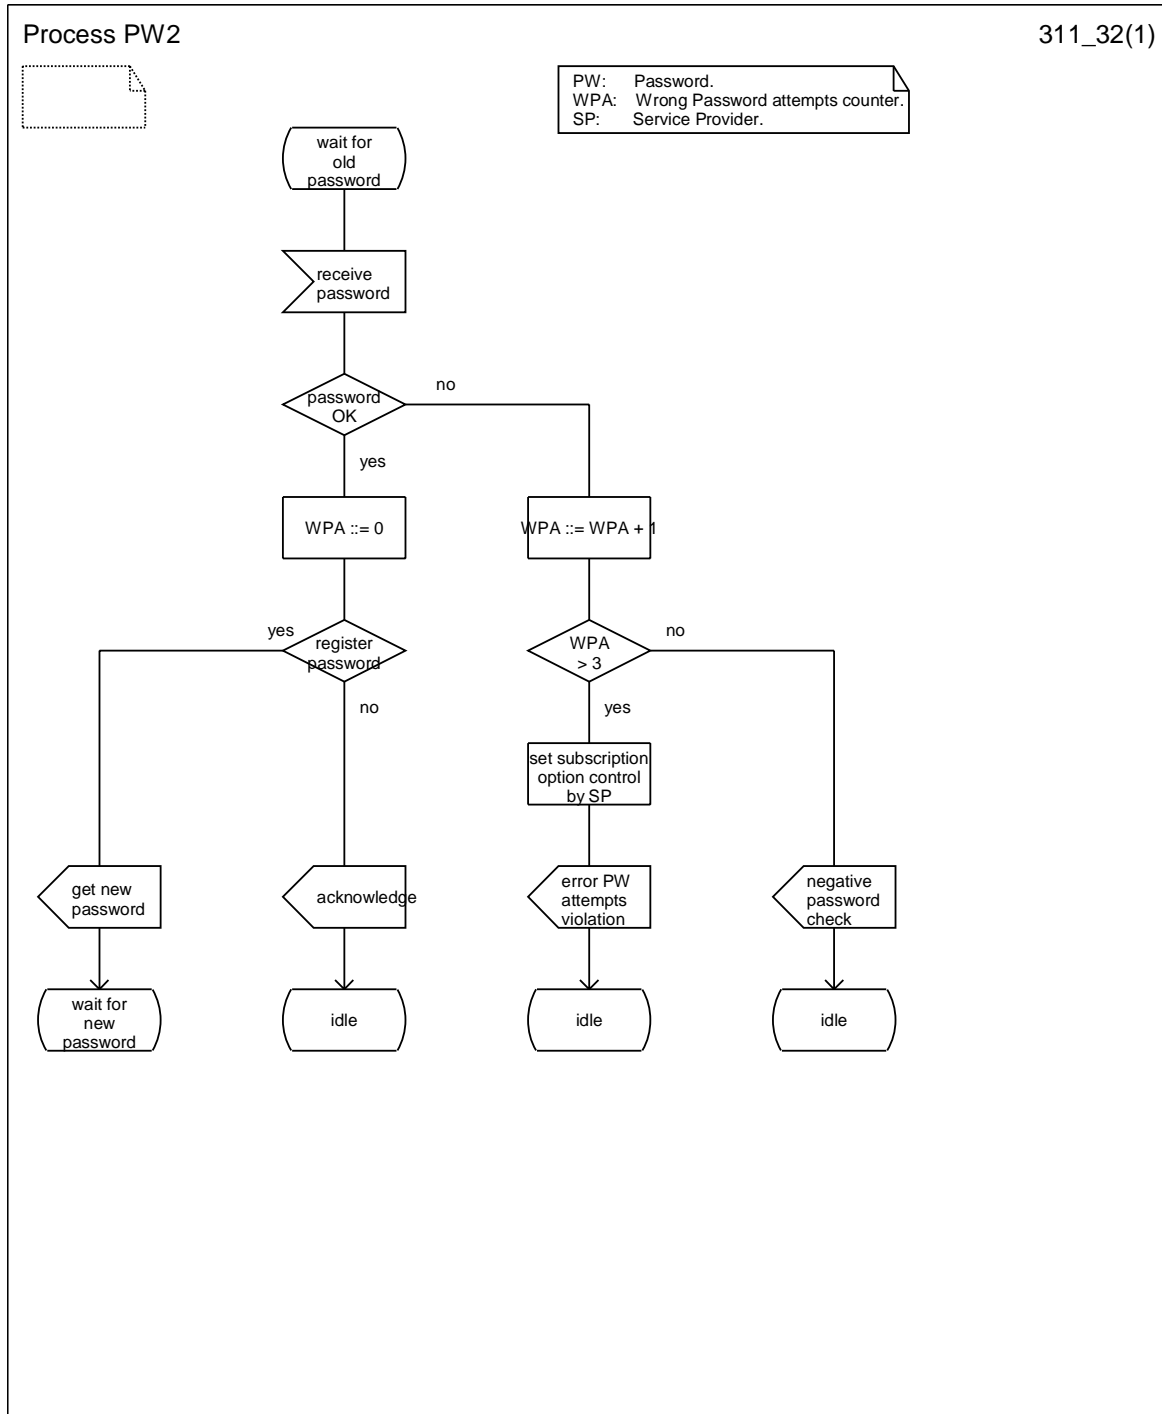 Process PW2
311_32(1)
PW: Password.
WPA: Wrong Password attempts counter.
SP: Service Provider.
wait for
old
password
receive
password
password
OK
no
yes
WPA ::= 0
WPA ::= WPA + 1
yes
register
password
no
WPA
> 3
no
yes
set subscription
option control
by SP
get new
password
acknowledge
error PW
attempts
violation
negative
password
check
wait for
new
password
idle
idle
idle